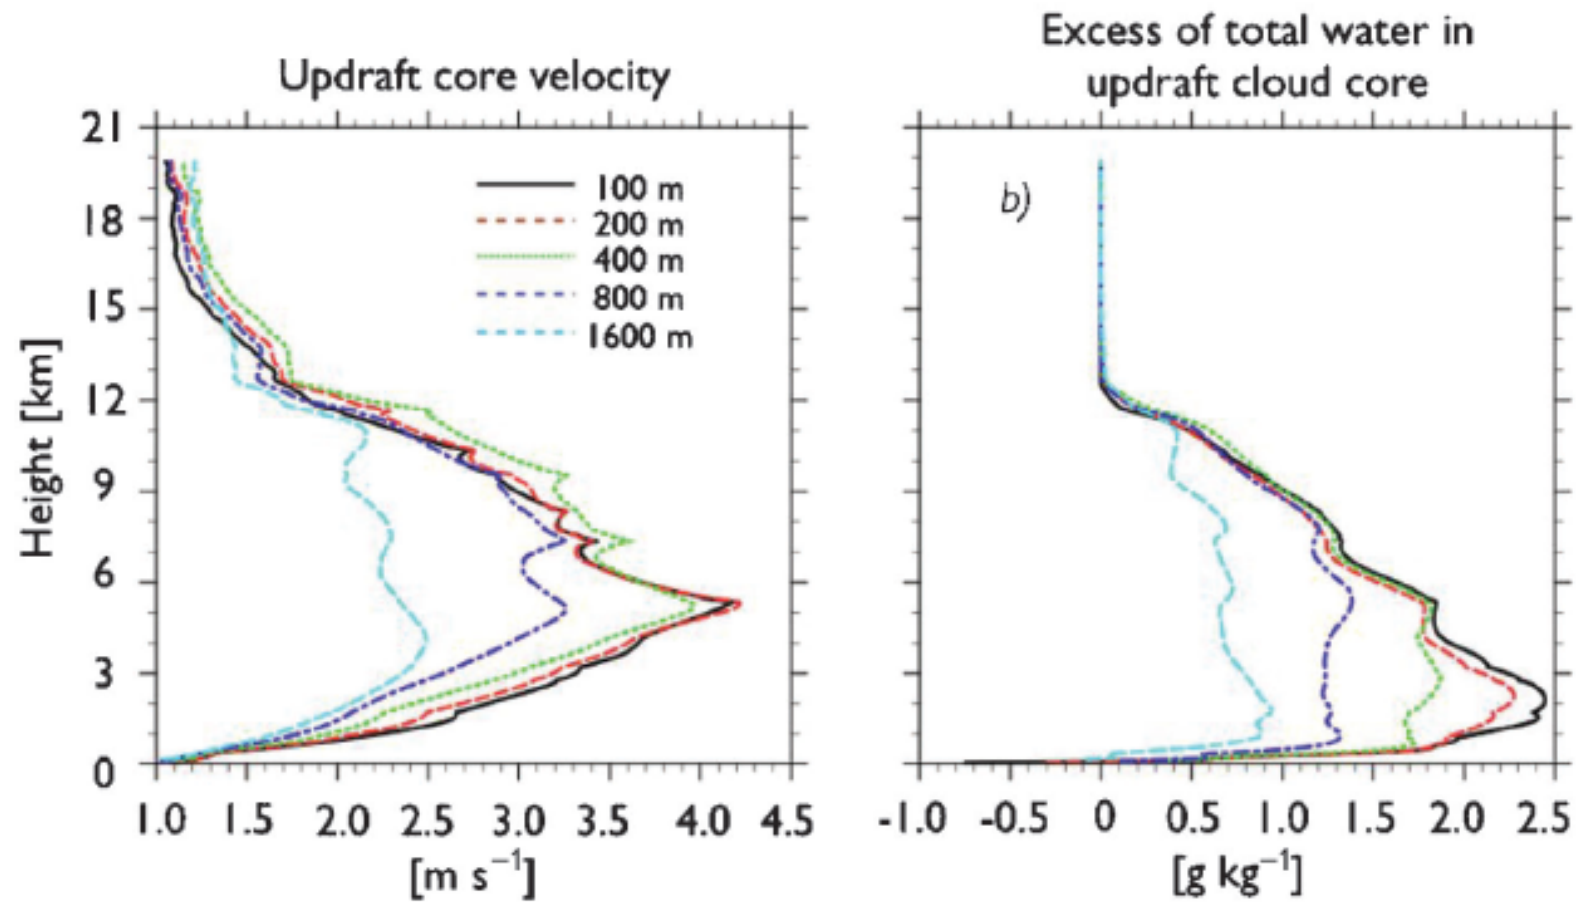 Updraft core velocity
Excess of total water in
updraft cloud core
21
18
15
12
9
6
3
0
Height [km]
100 m
200 m
400 m
800 m
1600 m
b)
1.0 1.5 2.0 2.5 3.0 3.5 4.0 4.5
[m s⁻¹]
-1.0 -0.5 0 0.5 1.0 1.5 2.0 2.5
[g kg⁻¹]